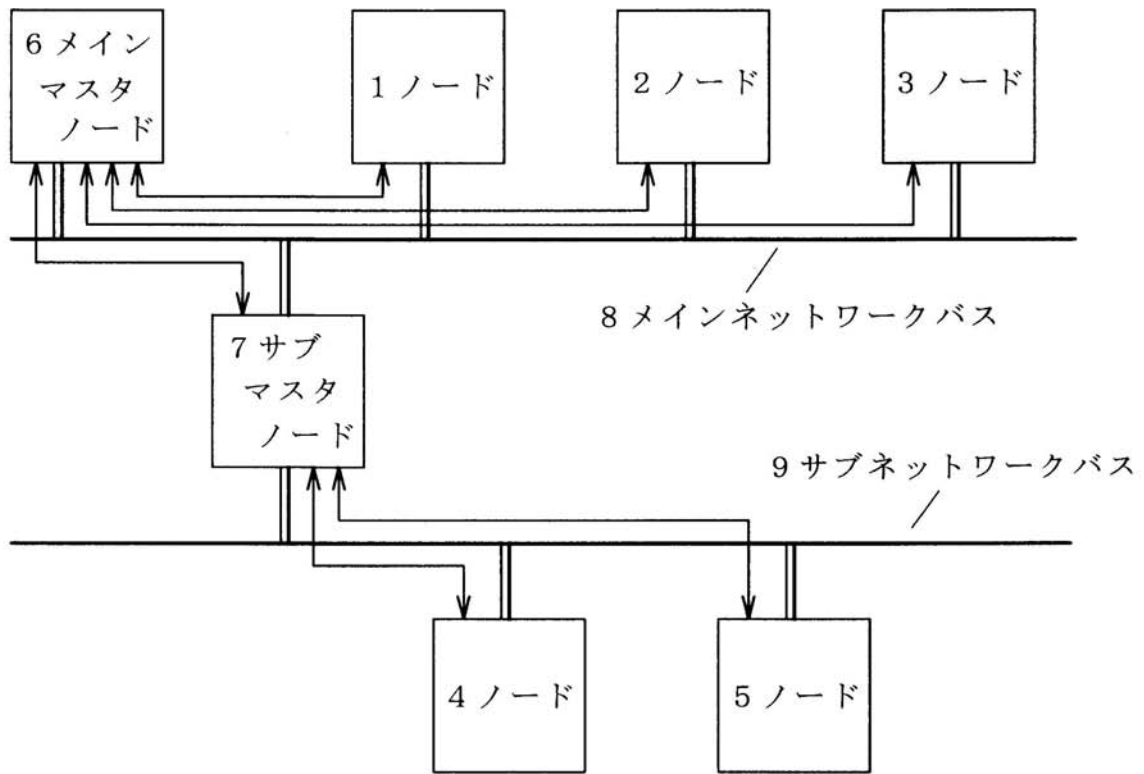 6メイン
マスタ
ノード
1ノード
2ノード
3ノード
8メインネットワークバス
7サブ
マスタ
ノード
9サブネットワークバス
4ノード
5ノード